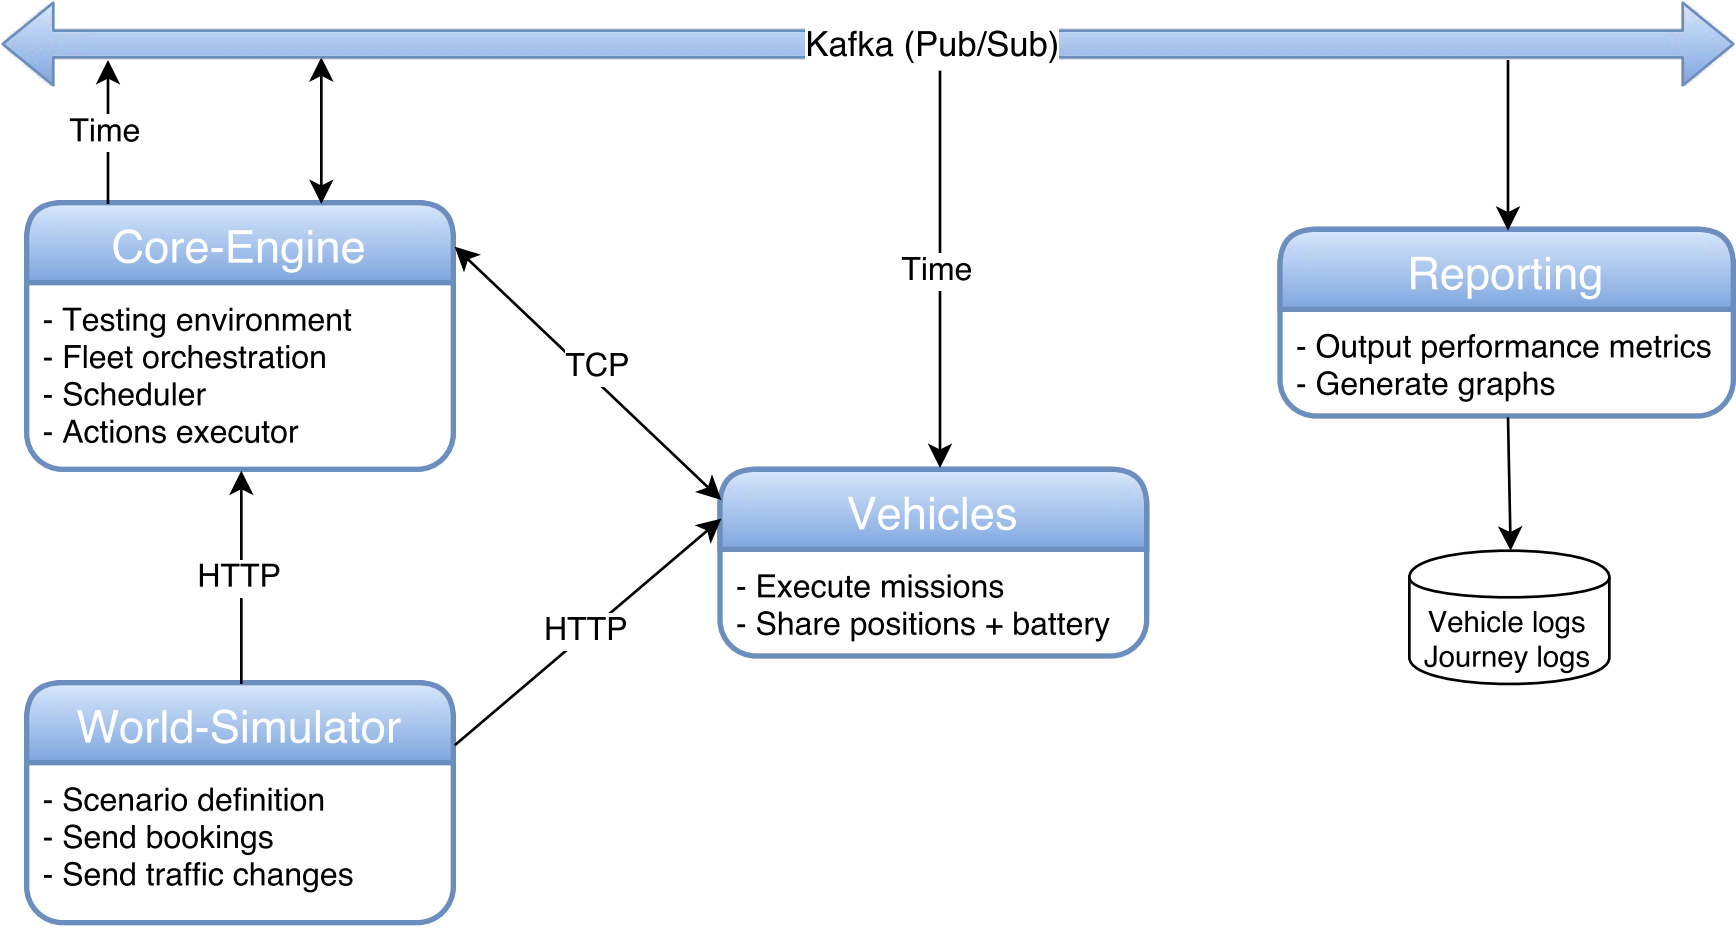 Kafka (Pub/Sub)
Time
Core-Engine
- Testing environment
- Fleet orchestration
- Scheduler
- Actions executor
Time
Reporting
- Output performance metrics
- Generate graphs
TCP
HTTP
Vehicles
- Execute missions
- Share positions + battery
HTTP
Vehicle logs
Journey logs
World-Simulator
- Scenario definition
- Send bookings
- Send traffic changes